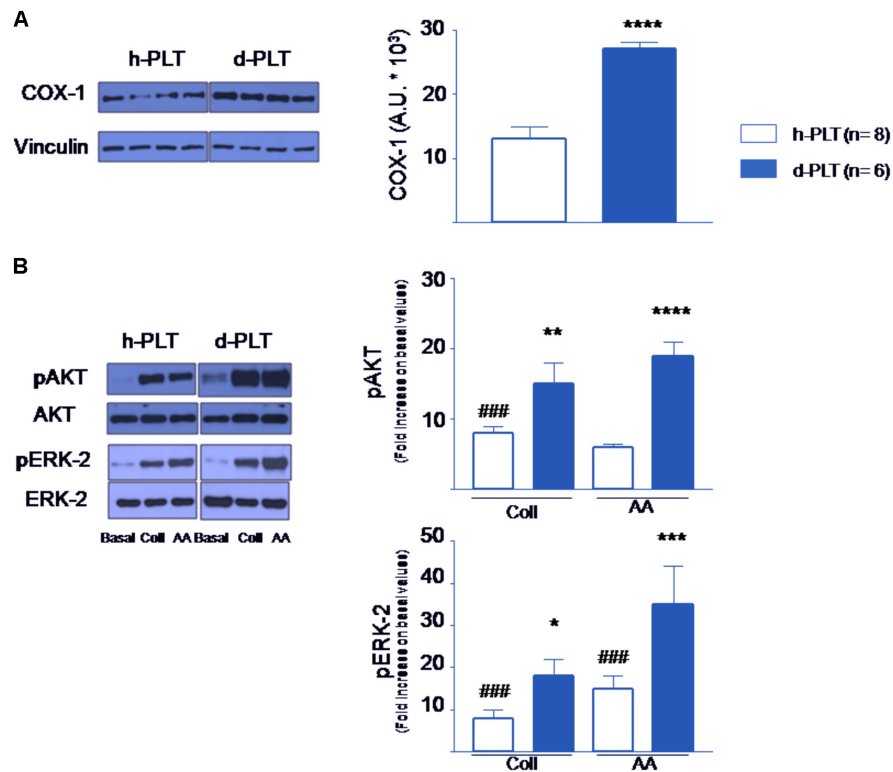 A
h-PLT d-PLT
COX-1
Vinculin
COX-1 (A.U. * 10³)
30
20
10
****
h-PLT (n= 8)
d-PLT (n= 6)
B
h-PLT d-PLT
pAKT
AKT
pERK-2
ERK-2
Basal Coll AA Basal Coll AA
pAKT
(Fold Increase on basal values)
30
20
10
###
**
****
Coll AA
pERK-2
(Fold Increase on basal values)
50
40
30
20
10
###
*
###
***
Coll AA